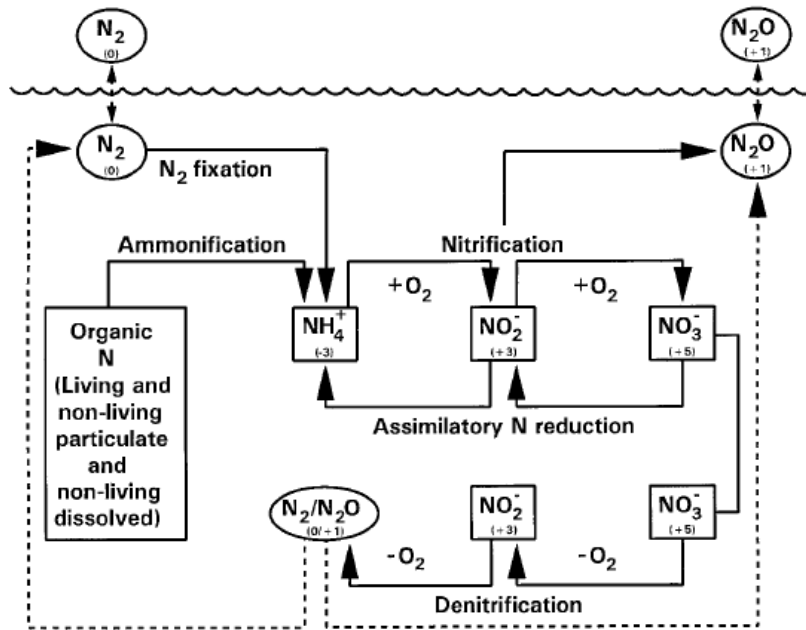 N₂
(0)
N₂O
(+1)
N₂
(0)
N₂O
(+1)
N₂ fixation
Ammonification
Nitrification
+O₂
+O₂
Organic
N
(Living and
non-living
particulate
and
non-living
dissolved)
NH₄⁺
(-3)
NO₂⁻
(+3)
NO₃⁻
(+5)
Assimilatory N reduction
N₂/N₂O
(0/+1)
NO₂⁻
(+3)
NO₃⁻
(+5)
-O₂
-O₂
Denitrification